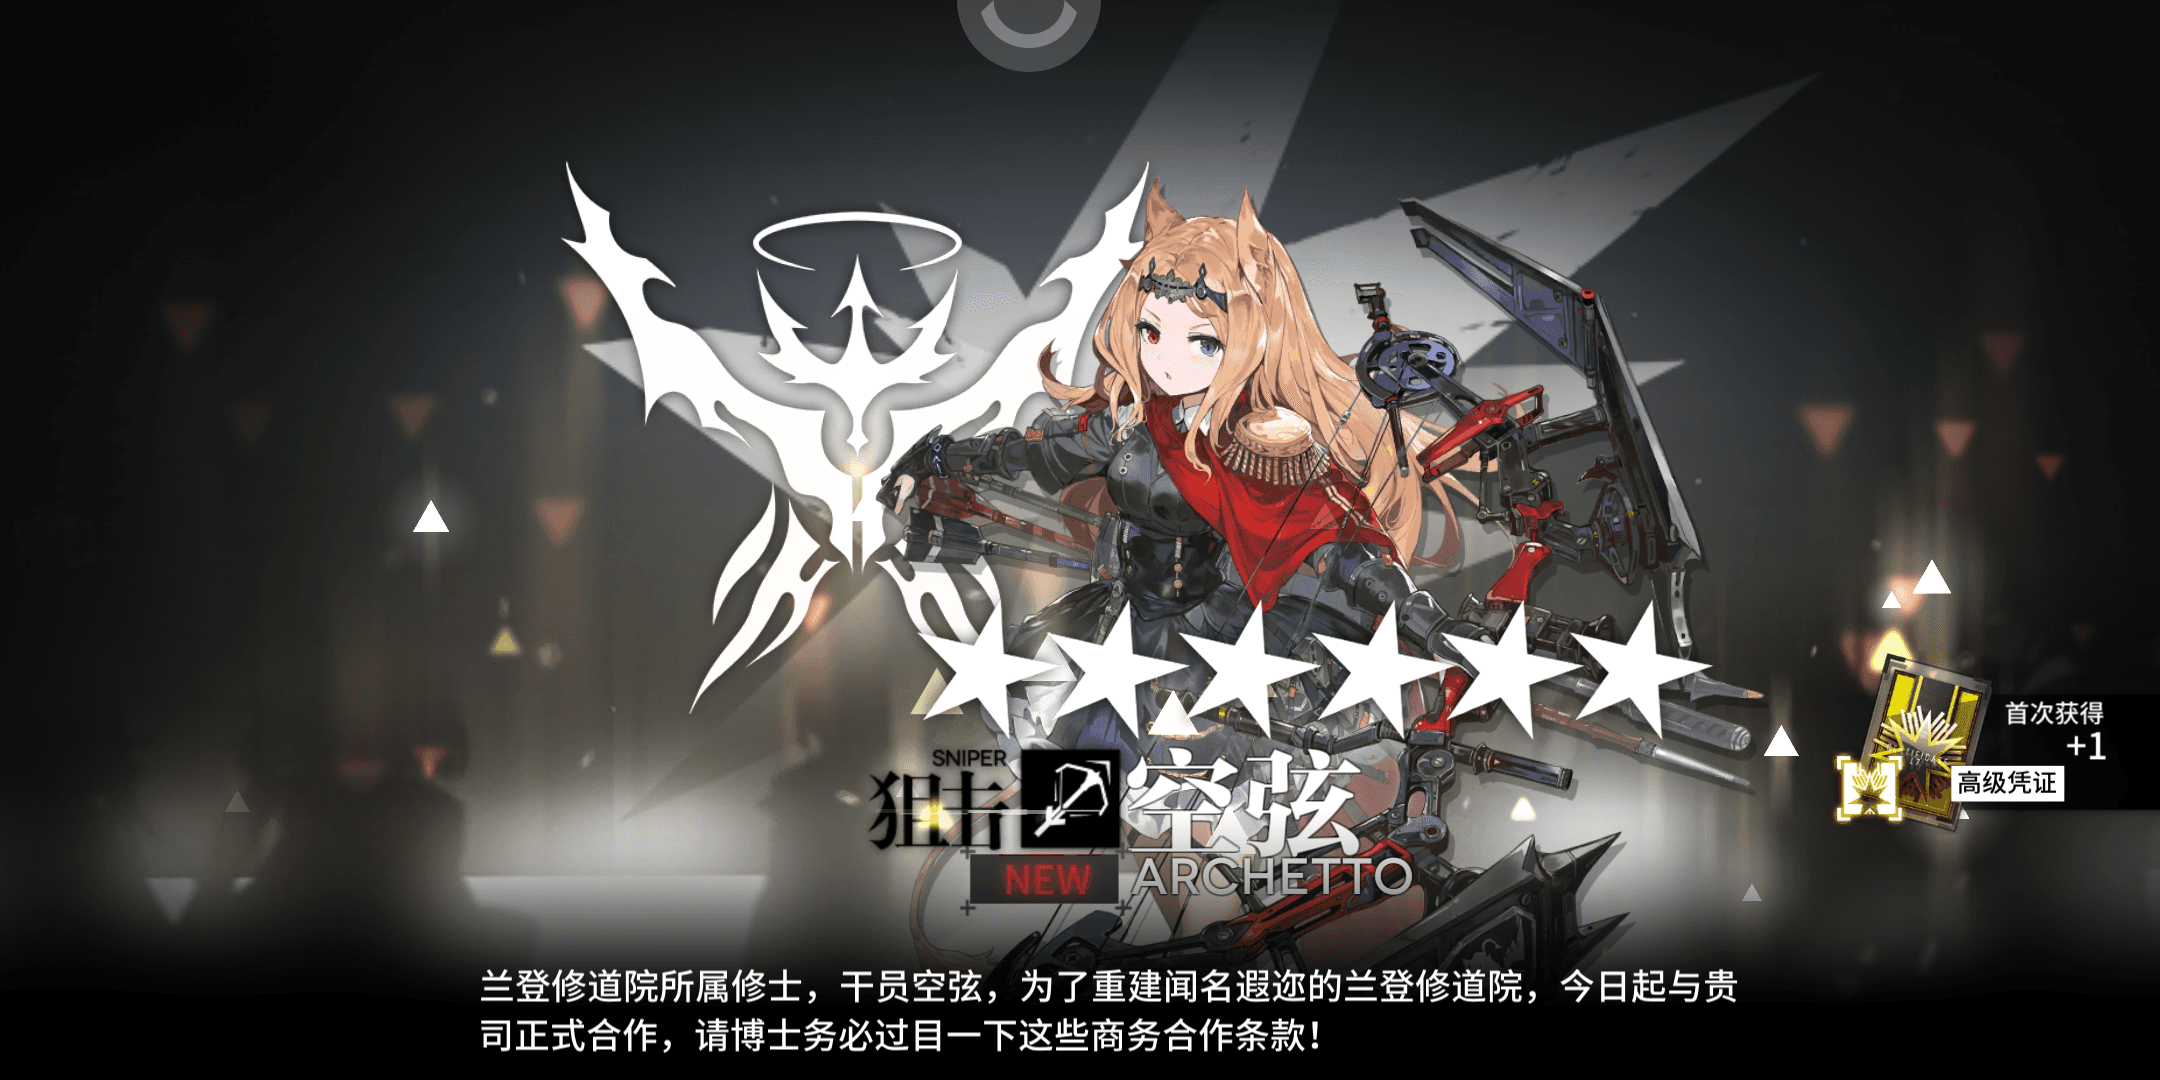 SNIPER
狙击
空弦
NEW
ARCHETTO
首次获得
+1
高级凭证
兰登修道院所属修士，干员空弦，为了重建闻名遐迩的兰登修道院，今日起与贵
司正式合作，请博士务必过目一下这些商务合作条款！